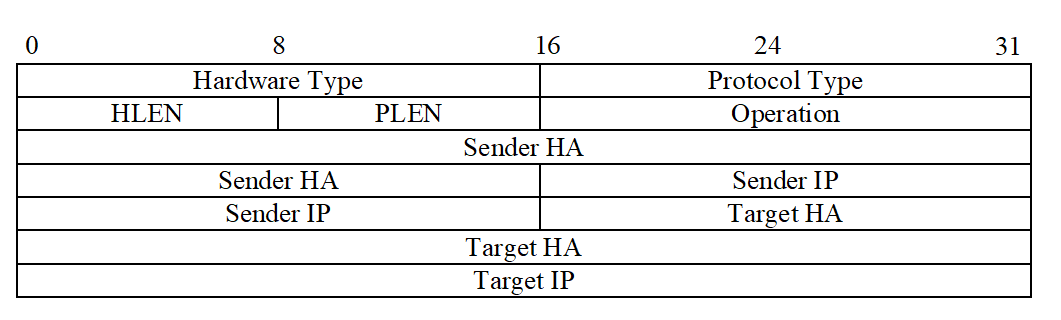 0 8 16 24 31
Hardware Type Protocol Type
HLEN PLEN Operation
Sender HA
Sender HA Sender IP
Sender IP Target HA
Target HA
Target IP